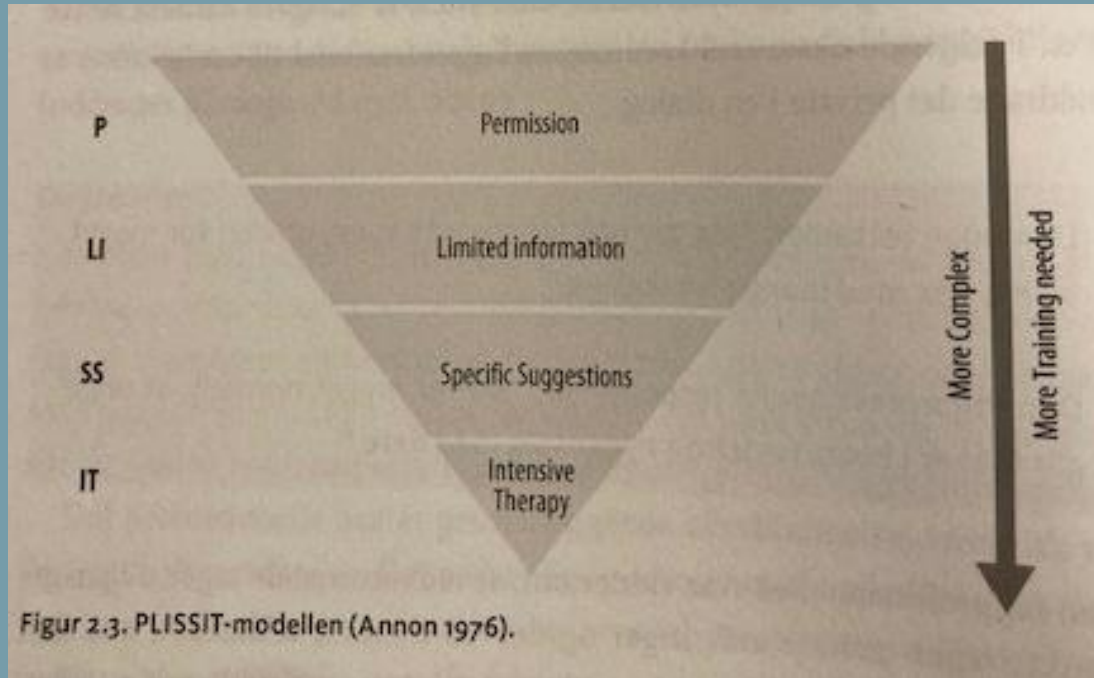 P
Permission
LI
Limited information
SS
Specific Suggestions
IT
Intensive
Therapy
More Complex
More Training needed
Figur 2.3. PLISSIT-modellen (Annon 1976).